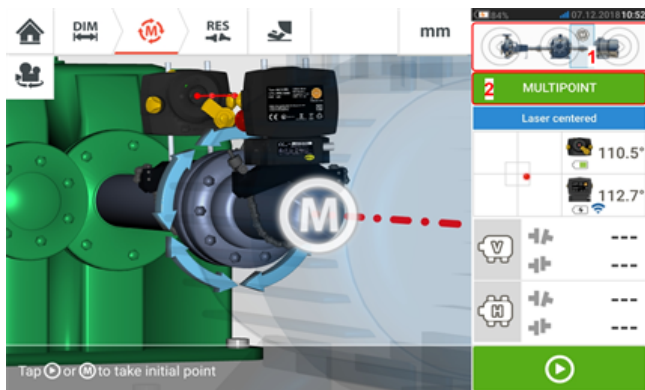 DIM
M
RES
mm
84%
07.12.2018 10:52
1
2 MULTIPOINT
Laser centered
110.5°
112.7°
M
V
---
---
H
---
---
Tap or M to take initial point